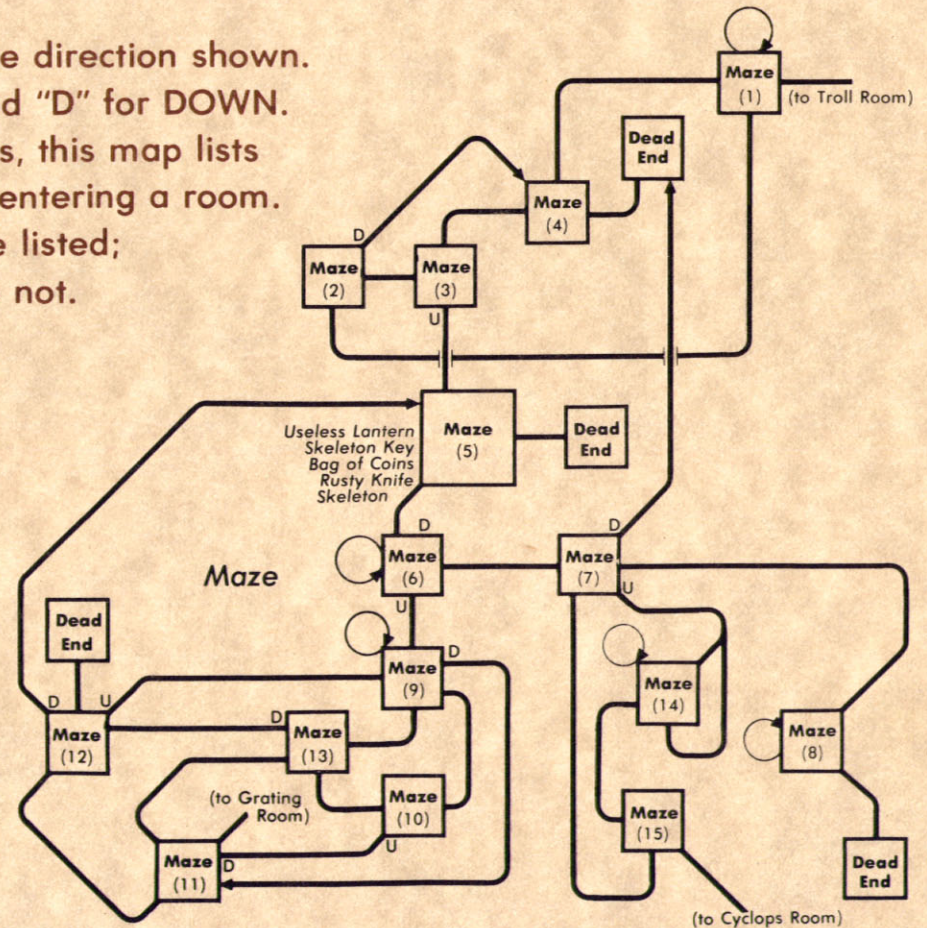 e direction shown.
d "D" for DOWN.
s, this map lists
entering a room.
e listed;
not.
Maze
(1)
(to Troll Room)
Dead
End
Maze
(4)
D
Maze
(2)
Maze
(3)
U
Useless Lantern
Skeleton Key
Bag of Coins
Rusty Knife
Skeleton
Maze
(5)
Dead
End
Maze
D
Maze
(6)
U
D
Maze
(7)
U
Dead
End
Maze
(9)
D
D
U
Maze
(12)
D
Maze
(13)
Maze
(14)
Maze
(8)
(to Grating
Room)
Maze
(10)
U
Maze
(15)
Maze
(11)
D
Dead
End
(to Cyclops Room)